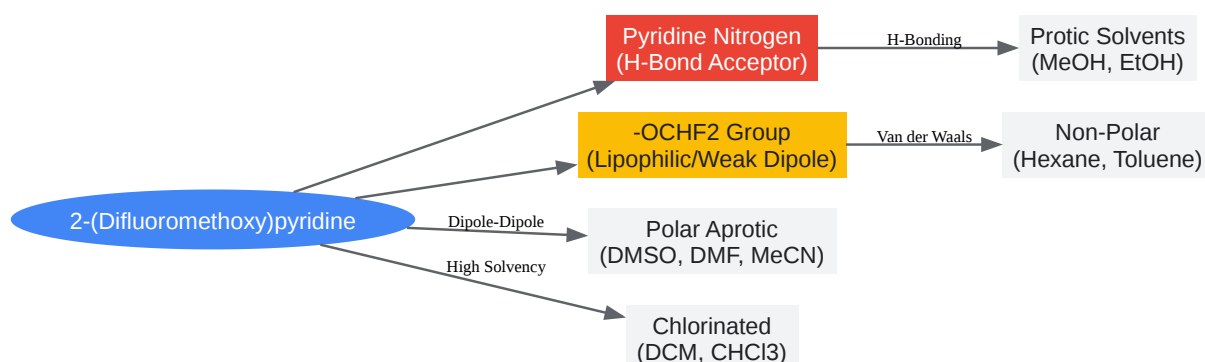 Pyridine Nitrogen
(H-Bond Acceptor)
H-Bonding
Protic Solvents
(MeOH, EtOH)
-OCHF2 Group
(Lipophilic/Weak Dipole)
Van der Waals
Non-Polar
(Hexane, Toluene)
2-(Difluoromethoxy)pyridine
Dipole-Dipole
Polar Aprotic
(DMSO, DMF, MeCN)
High Solvency
Chlorinated
(DCM, CHCl3)